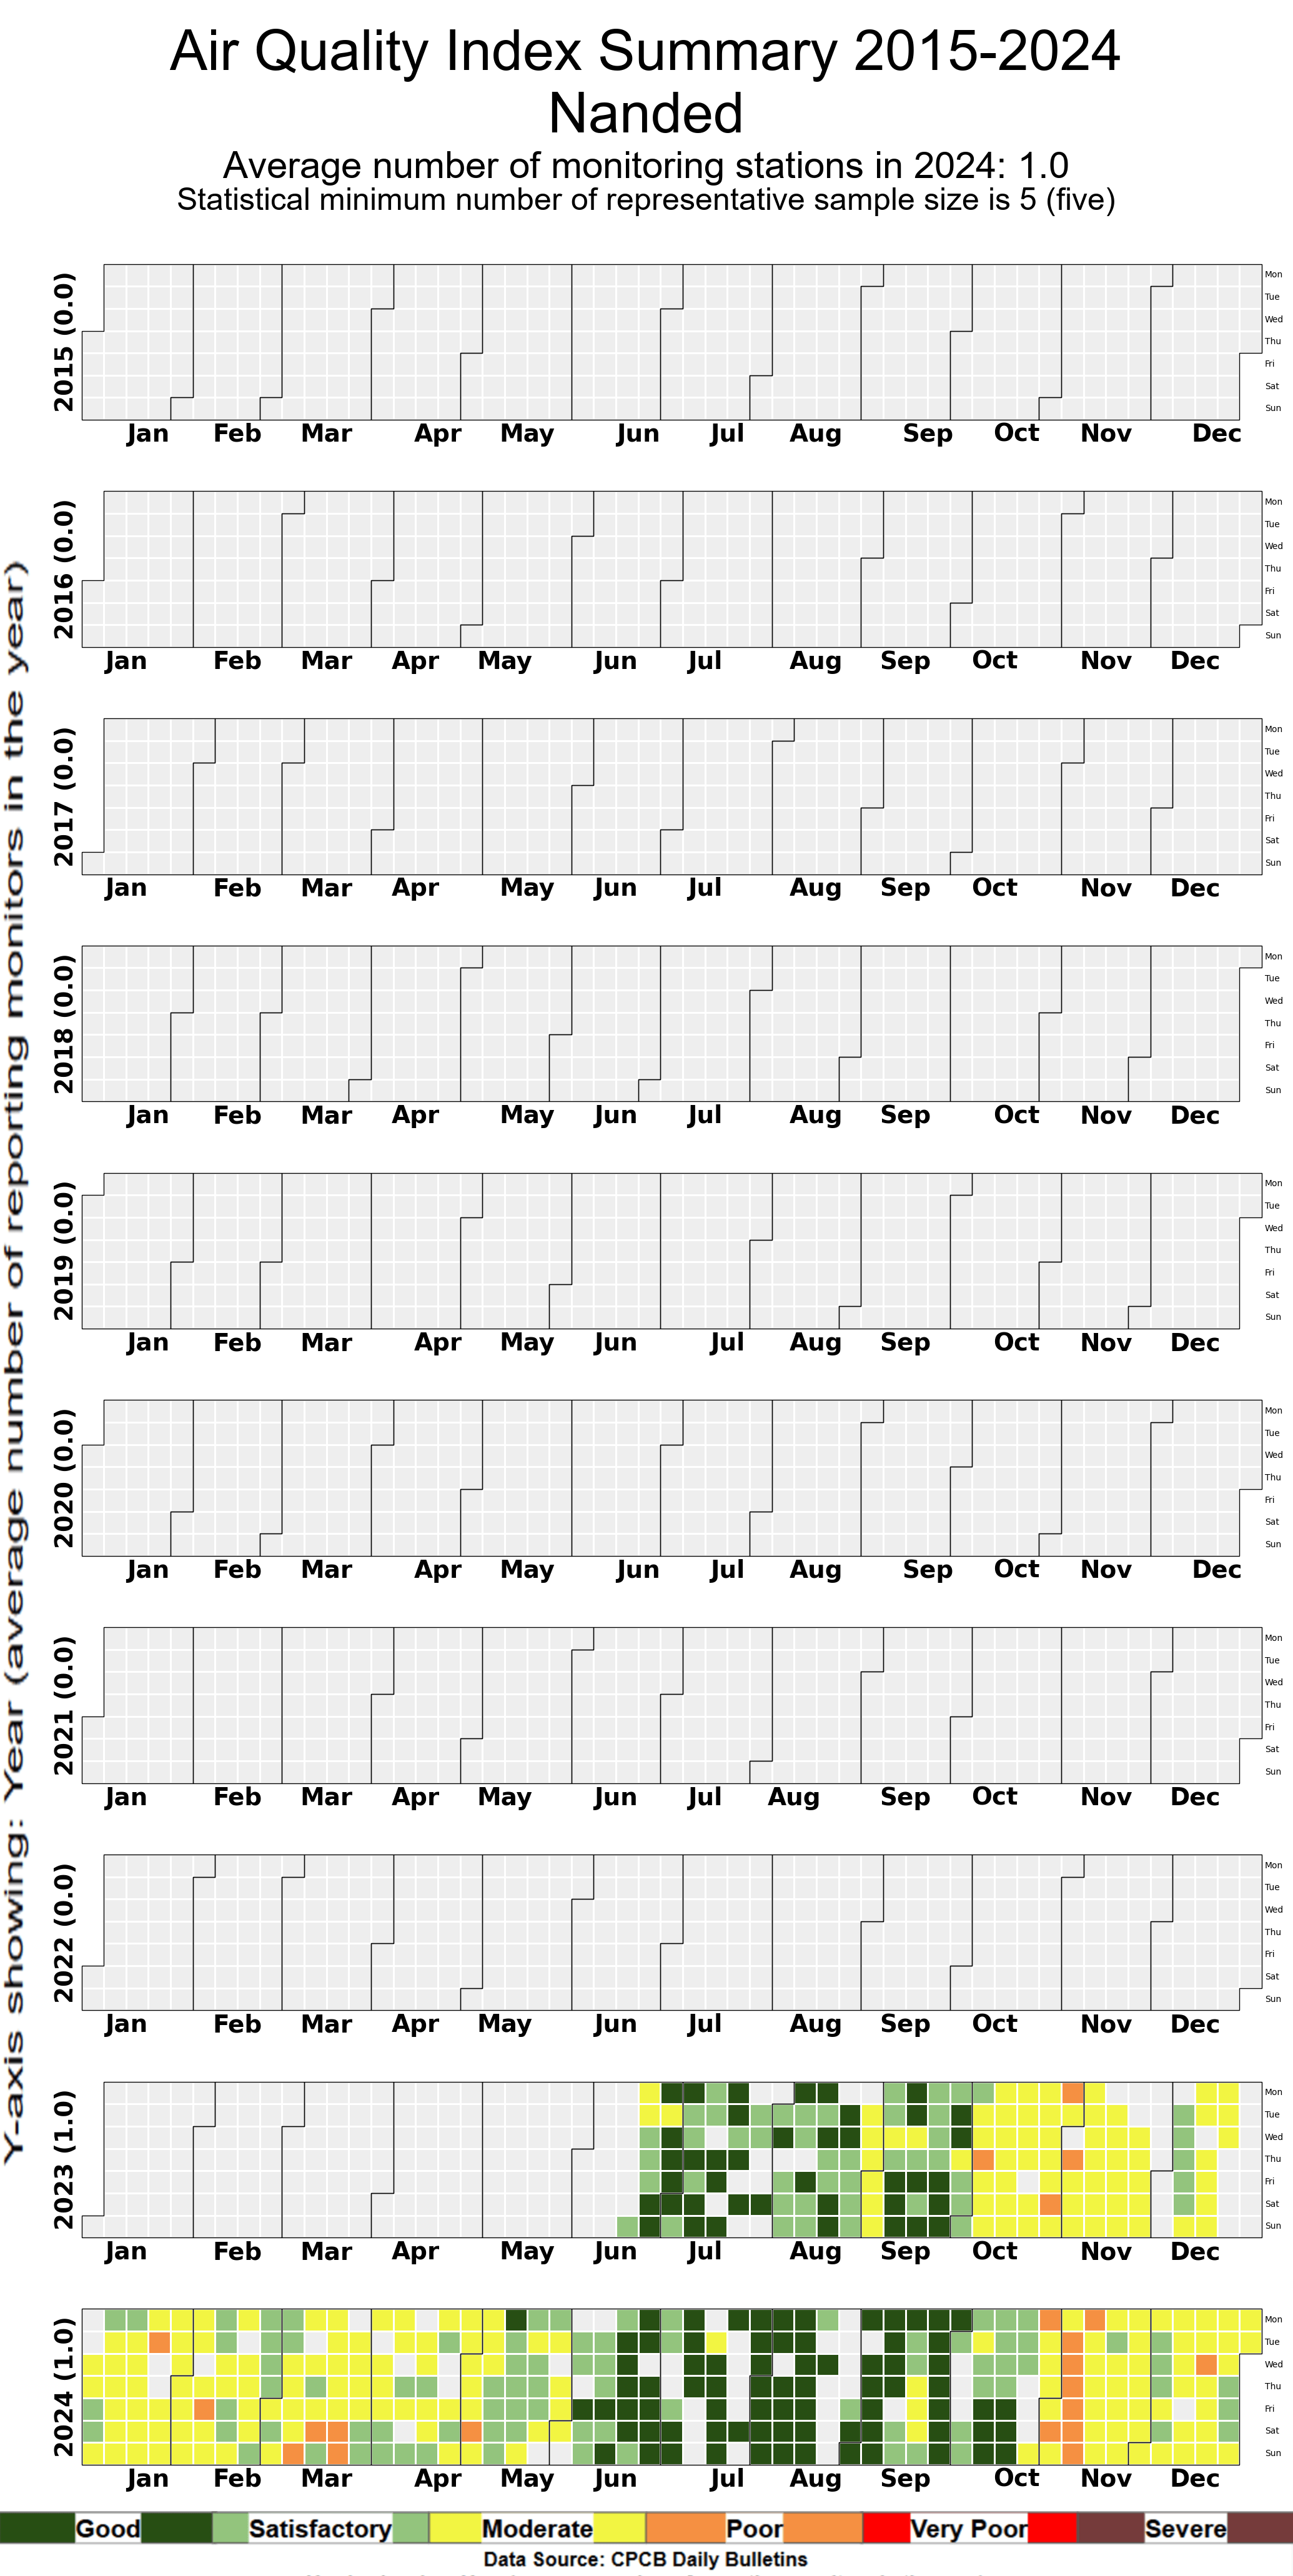 Air Quality Index Summary 2015-2024
Nanded
Average number of monitoring stations in 2024: 1.0
Statistical minimum number of representative sample size is 5 (five)
Y-axis showing: Year (average number of reporting monitors in the year)
2015 (0.0)
Mon
Tue
Wed
Thu
Fri
Sat
Sun
Jan Feb Mar Apr May Jun Jul Aug Sep Oct Nov Dec
2016 (0.0)
Mon
Tue
Wed
Thu
Fri
Sat
Sun
Jan Feb Mar Apr May Jun Jul Aug Sep Oct Nov Dec
2017 (0.0)
Mon
Tue
Wed
Thu
Fri
Sat
Sun
Jan Feb Mar Apr May Jun Jul Aug Sep Oct Nov Dec
2018 (0.0)
Mon
Tue
Wed
Thu
Fri
Sat
Sun
Jan Feb Mar Apr May Jun Jul Aug Sep Oct Nov Dec
2019 (0.0)
Mon
Tue
Wed
Thu
Fri
Sat
Sun
Jan Feb Mar Apr May Jun Jul Aug Sep Oct Nov Dec
2020 (0.0)
Mon
Tue
Wed
Thu
Fri
Sat
Sun
Jan Feb Mar Apr May Jun Jul Aug Sep Oct Nov Dec
2021 (0.0)
Mon
Tue
Wed
Thu
Fri
Sat
Sun
Jan Feb Mar Apr May Jun Jul Aug Sep Oct Nov Dec
2022 (0.0)
Mon
Tue
Wed
Thu
Fri
Sat
Sun
Jan Feb Mar Apr May Jun Jul Aug Sep Oct Nov Dec
2023 (1.0)
Mon
Tue
Wed
Thu
Fri
Sat
Sun
Jan Feb Mar Apr May Jun Jul Aug Sep Oct Nov Dec
2024 (1.0)
Mon
Tue
Wed
Thu
Fri
Sat
Sun
Jan Feb Mar Apr May Jun Jul Aug Sep Oct Nov Dec
Good Satisfactory Moderate Poor Very Poor Severe
Data Source: CPCB Daily Bulletins